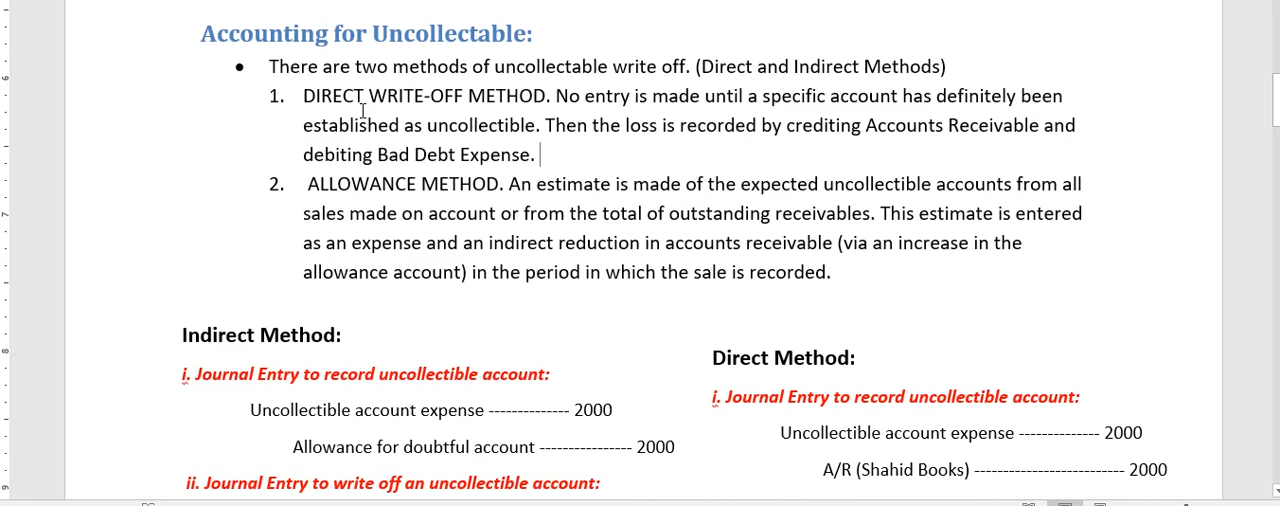 Accounting for Uncollectable:
• There are two methods of uncollectable write off. (Direct and Indirect Methods)
1. DIRECT WRITE-OFF METHOD. No entry is made until a specific account has definitely been
established as uncollectible. Then the loss is recorded by crediting Accounts Receivable and
debiting Bad Debt Expense.
2. ALLOWANCE METHOD. An estimate is made of the expected uncollectible accounts from all
sales made on account or from the total of outstanding receivables. This estimate is entered
as an expense and an indirect reduction in accounts receivable (via an increase in the
allowance account) in the period in which the sale is recorded.
Indirect Method:
i. Journal Entry to record uncollectible account:
Uncollectible account expense -------------- 2000
Allowance for doubtful account ---------------- 2000
ii. Journal Entry to write off an uncollectible account:
Direct Method:
i. Journal Entry to record uncollectible account:
Uncollectible account expense -------------- 2000
A/R (Shahid Books) -------------------------- 2000
6
7
8
9